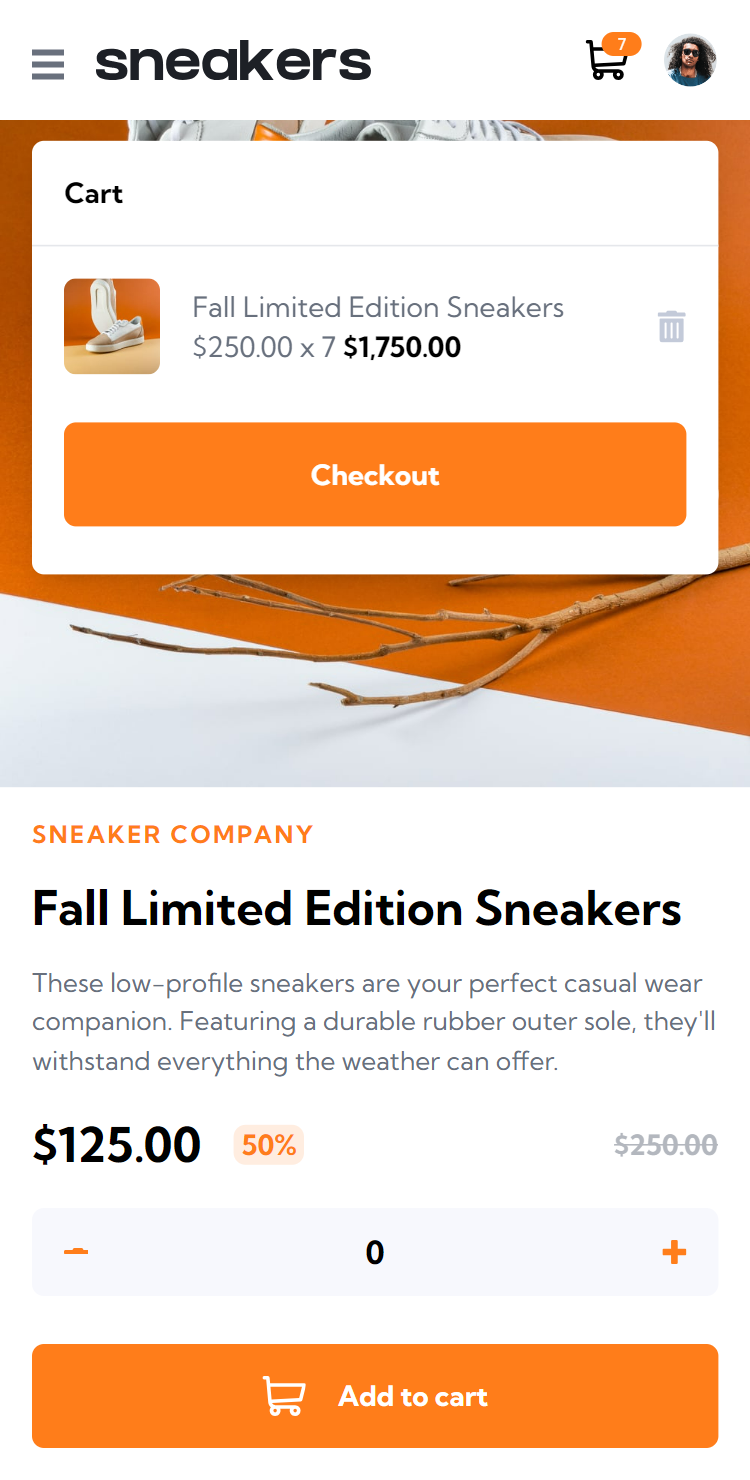 sneakers
7
Cart
Fall Limited Edition Sneakers
$250.00 x 7 $1,750.00
Checkout
SNEAKER COMPANY
Fall Limited Edition Sneakers
These low-profile sneakers are your perfect casual wear
companion. Featuring a durable rubber outer sole, they'll
withstand everything the weather can offer.
$125.00 50% $250.00
0
Add to cart